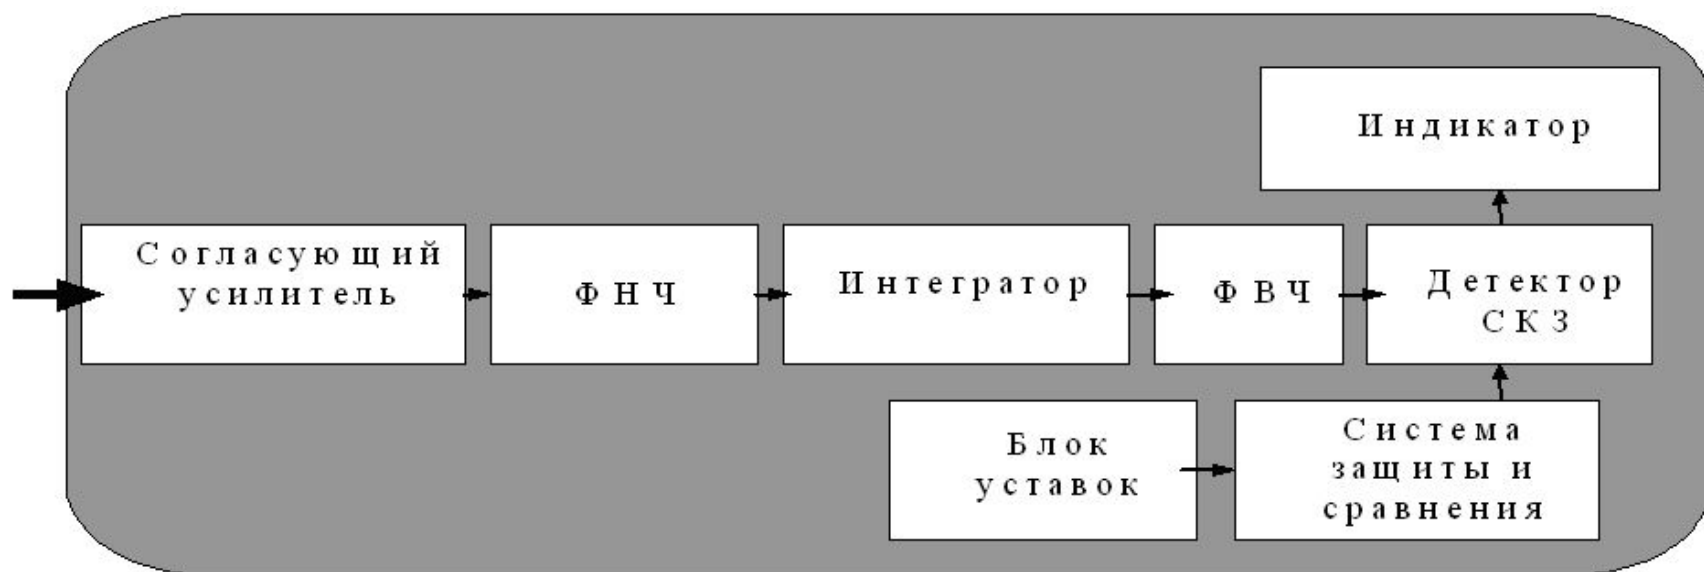 Индикатор
Согласующий
усилитель
ФНЧ
Интегратор
ФВЧ
Детектор
СКЗ
Блок
уставок
Система
защиты и
сравнения